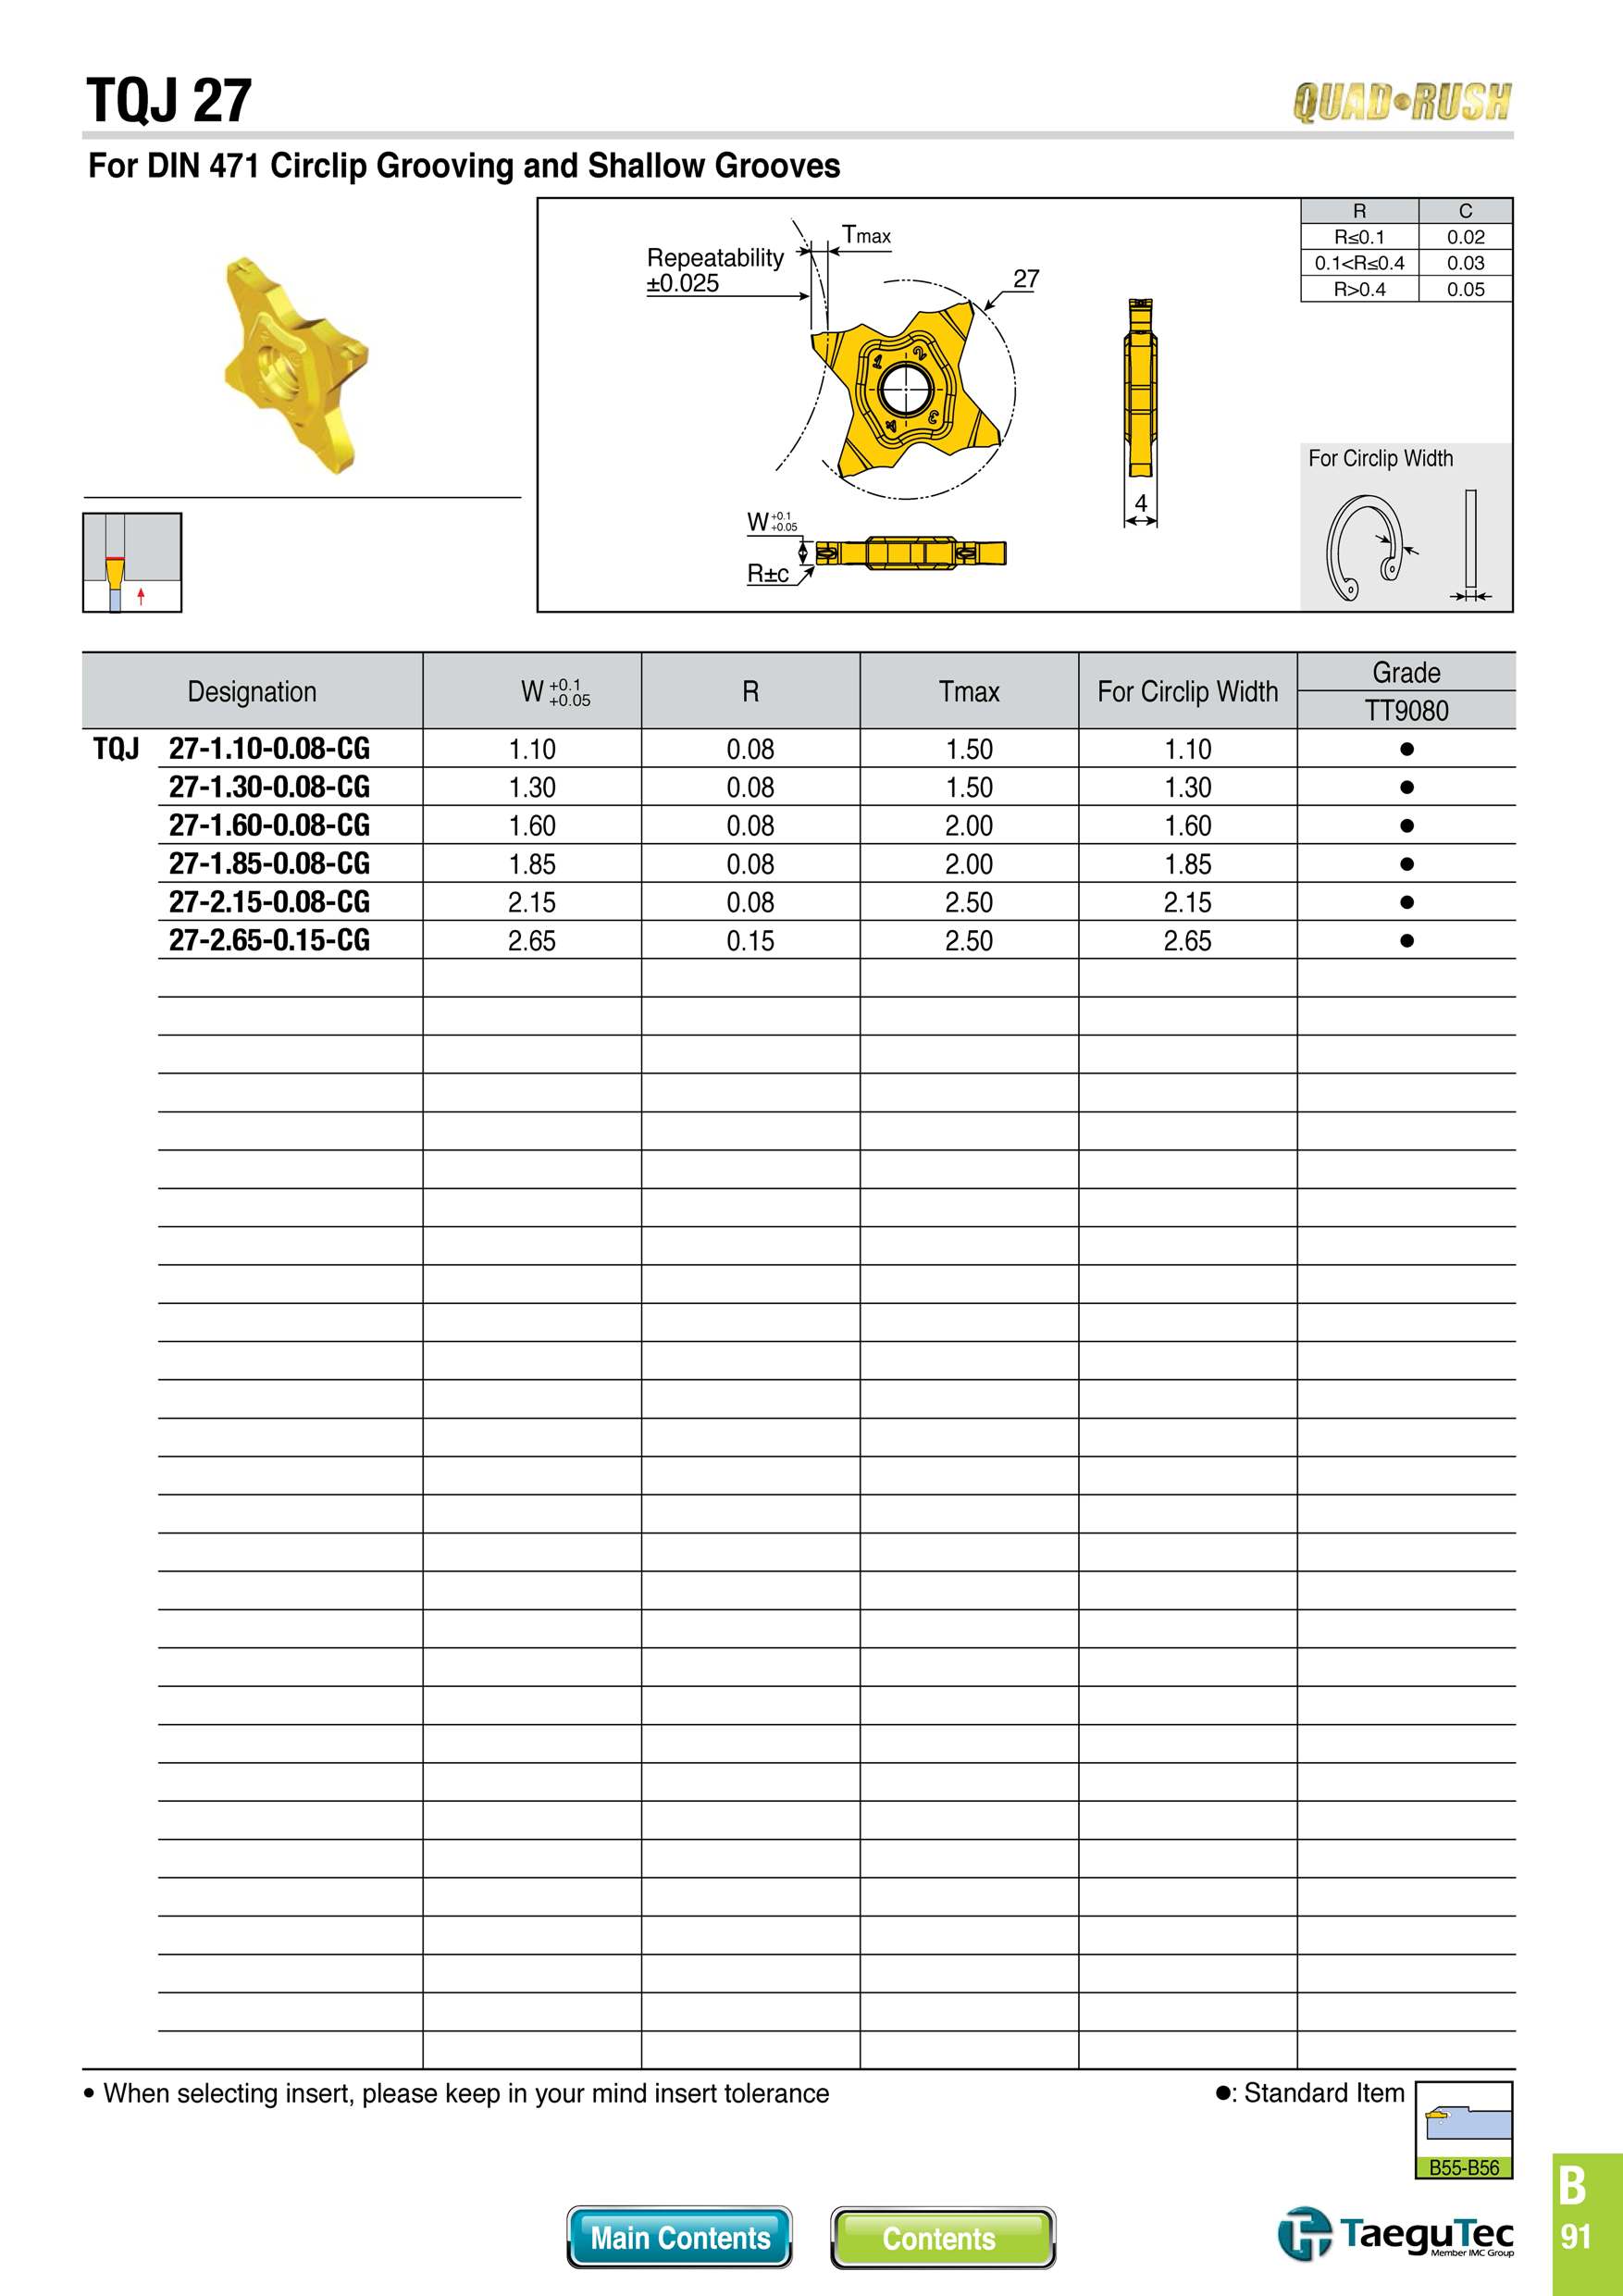 TQJ 27
QUAD•RUSH
For DIN 471 Circlip Grooving and Shallow Grooves
R C
R≤0.1 0.02
0.1<R≤0.4 0.03
R>0.4 0.05
Tmax
Repeatability
±0.025
27
1
2
3
4
4
W +0.1
+0.05
R±c
For Circlip Width
Designation W +0.1 +0.05 R Tmax For Circlip Width Grade
TT9080
TQJ 27-1.10-0.08-CG 1.10 0.08 1.50 1.10 ●
27-1.30-0.08-CG 1.30 0.08 1.50 1.30 ●
27-1.60-0.08-CG 1.60 0.08 2.00 1.60 ●
27-1.85-0.08-CG 1.85 0.08 2.00 1.85 ●
27-2.15-0.08-CG 2.15 0.08 2.50 2.15 ●
27-2.65-0.15-CG 2.65 0.15 2.50 2.65 ●
• When selecting insert, please keep in your mind insert tolerance
●: Standard Item
B55-B56
B
91
Main Contents
Contents
TaeguTec
Member IMC Group